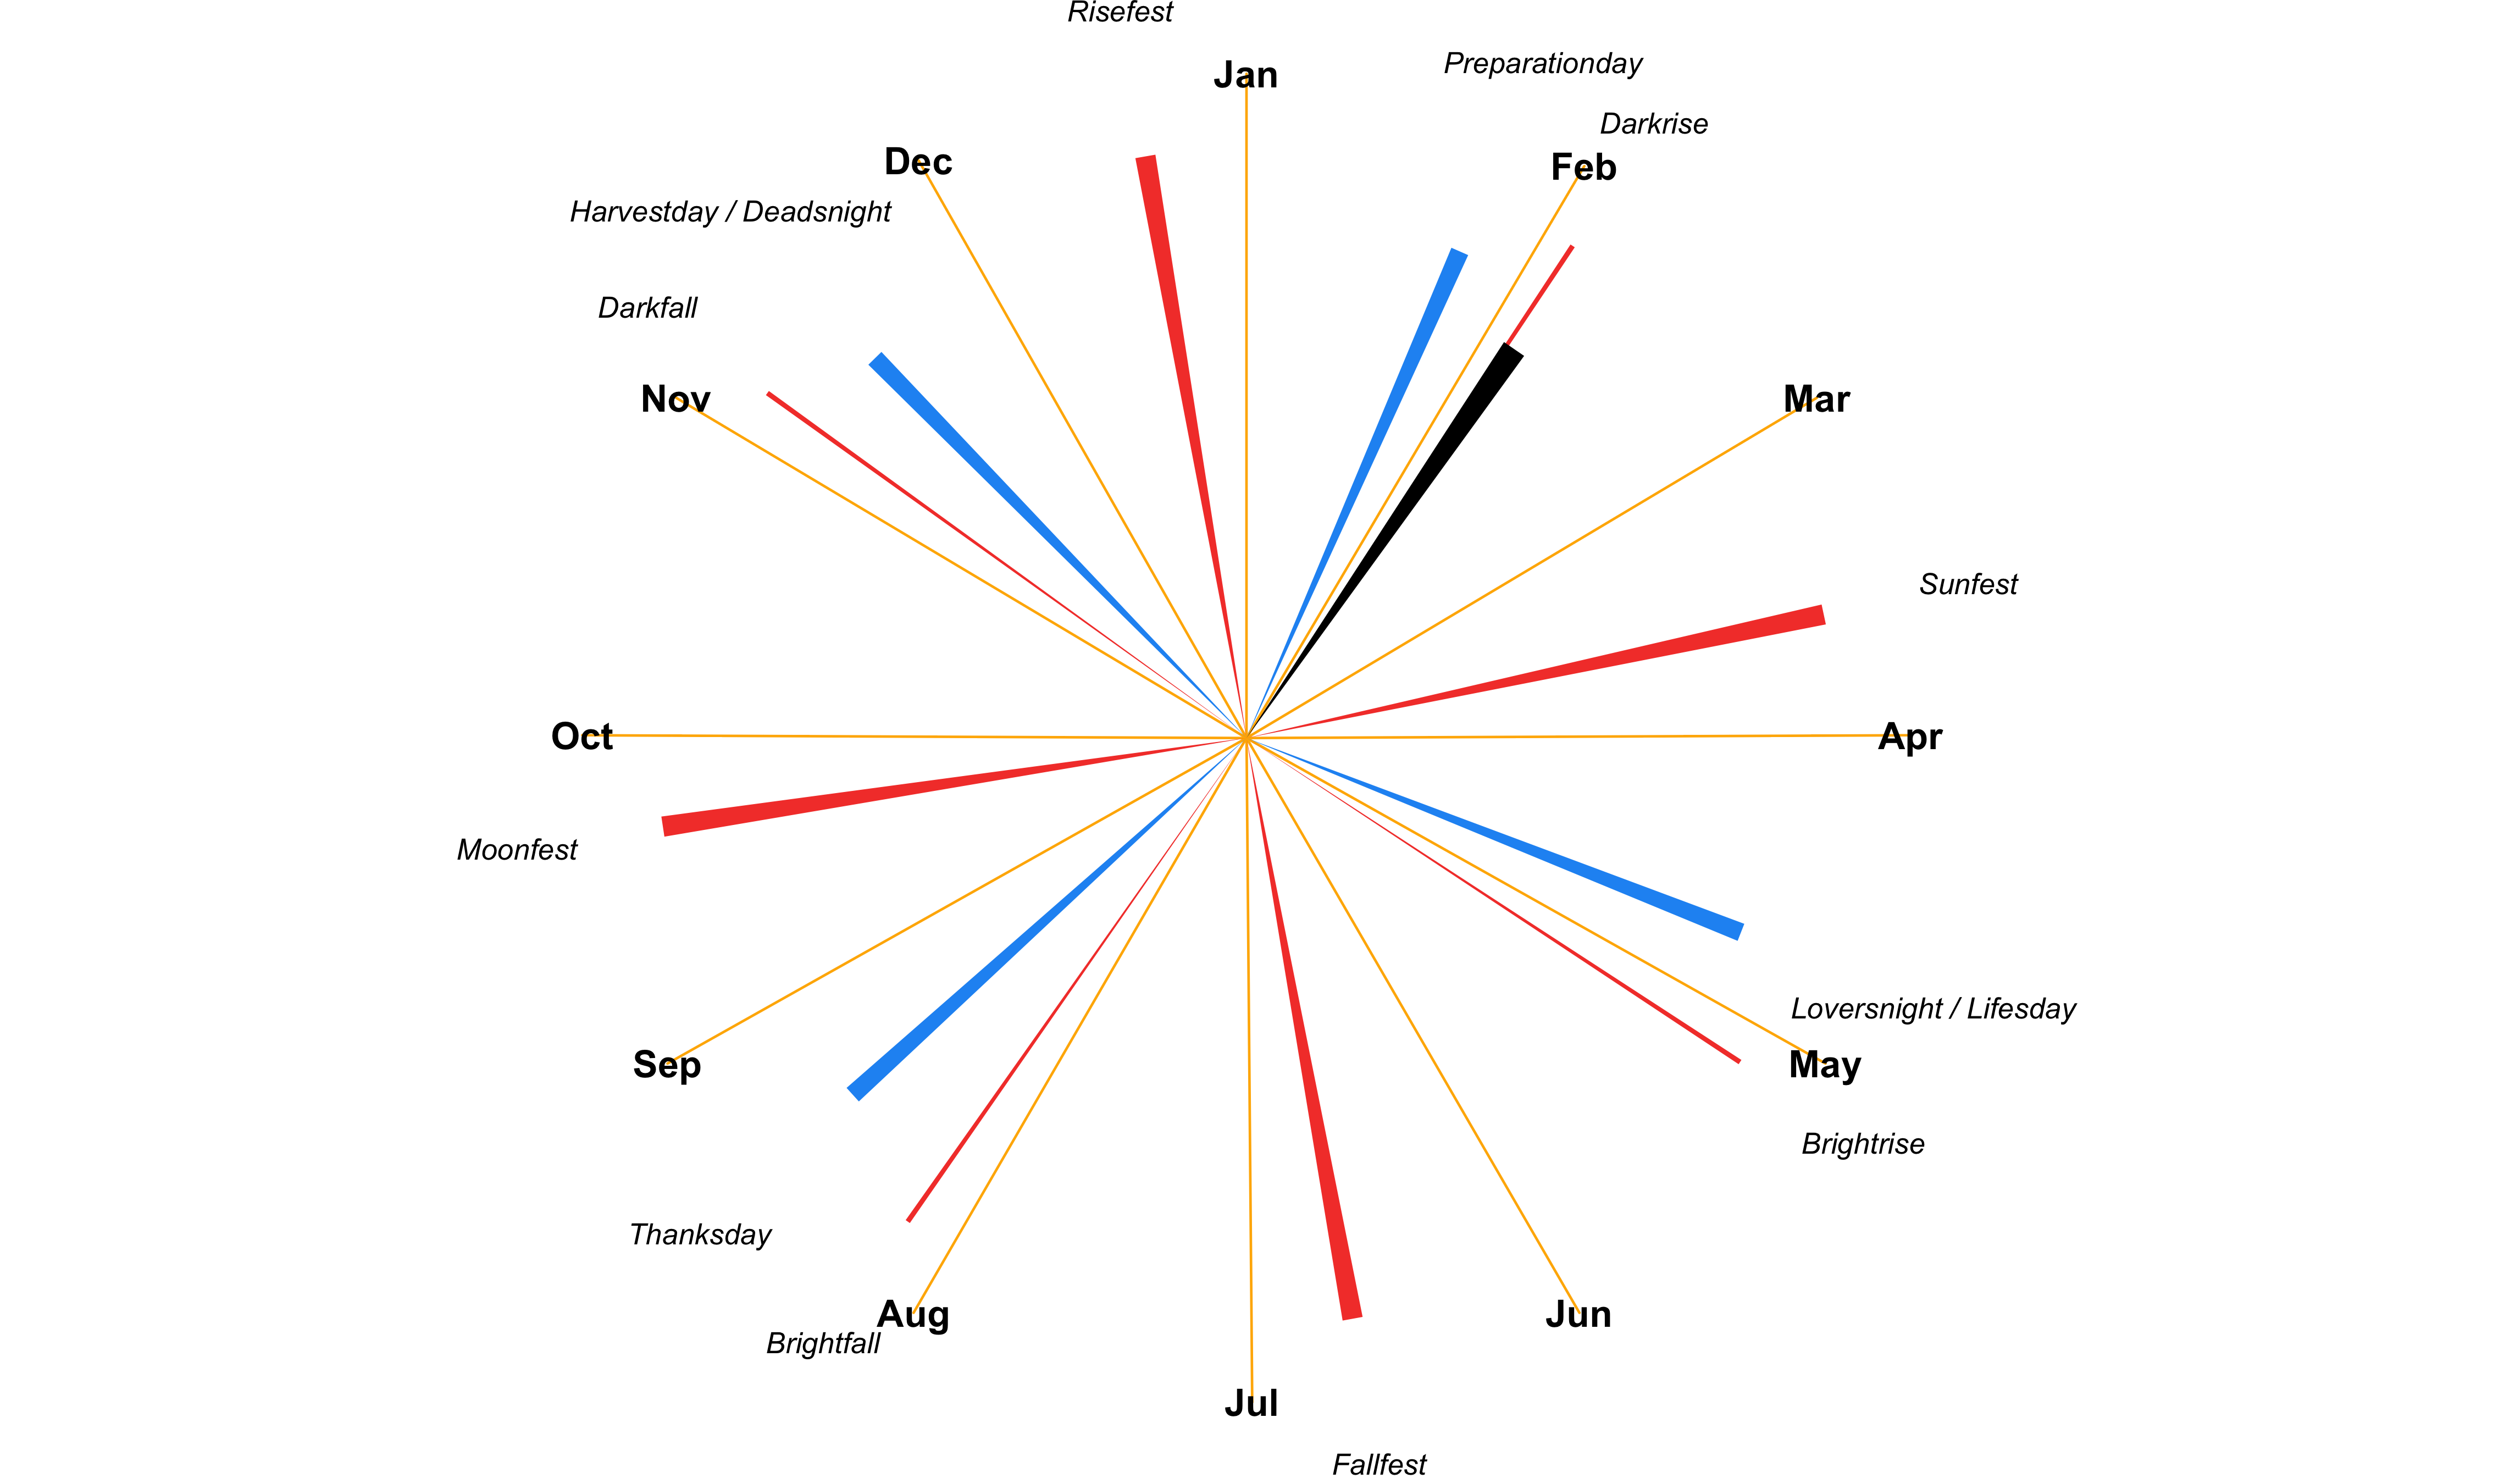 Risefest
Jan
Preparationday
Darkrise
Dec
Feb
Harvestday / Deadsnight
Darkfall
Nov
Mar
Sunfest
Oct
Apr
Moonfest
Loversnight / Lifesday
Sep
May
Brightrise
Thanksday
Aug
Jun
Brightfall
Jul
Fallfest